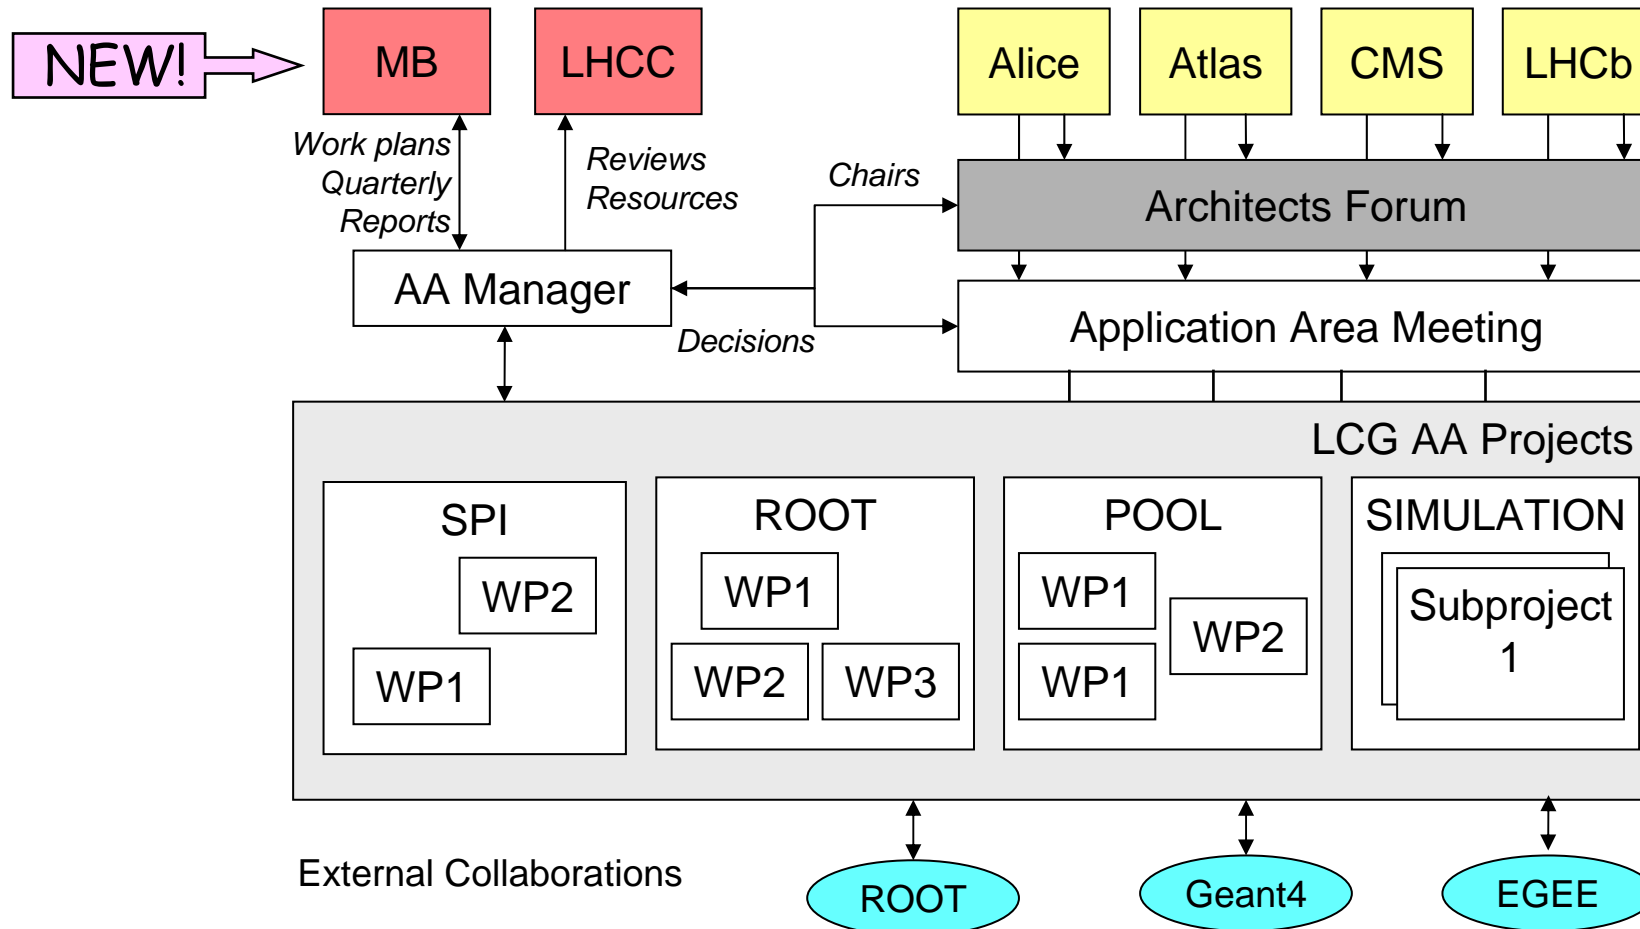 NEW!
MB
LHCC
Alice
Atlas
CMS
LHCb
Work plans
Quarterly
Reports
Reviews
Resources
Chairs
Architects Forum
AA Manager
Decisions
Application Area Meeting
LCG AA Projects
SPI
WP2
WP1
ROOT
WP1
WP2
WP3
POOL
WP1
WP2
WP1
SIMULATION
Subproject
1
External Collaborations
ROOT
Geant4
EGEE